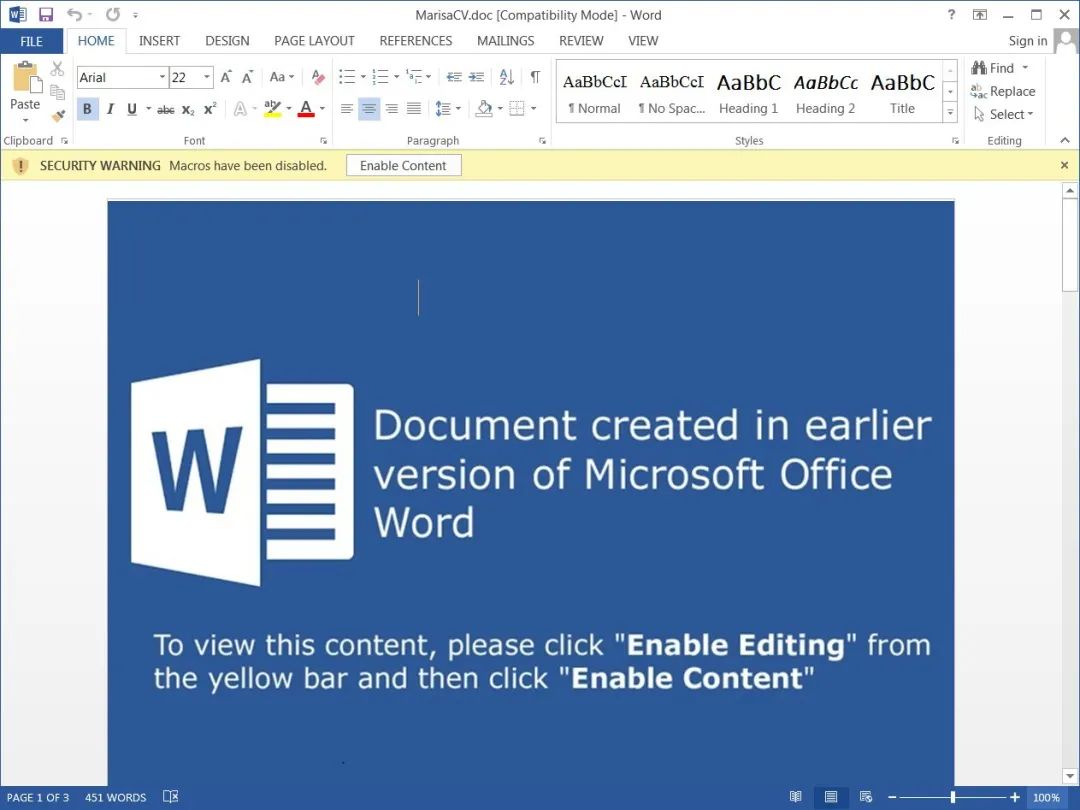 MarisaCV.doc [Compatibility Mode] - Word
?
FILE HOME INSERT DESIGN PAGE LAYOUT REFERENCES MAILINGS REVIEW VIEW Sign in
Arial 22 A A Aa
Paste
B I U abc X₂ X² A A
AaBbCcI AaBbCcI AaBbC AaBbCc AaBbC
¶ Normal ¶ No Spac... Heading 1 Heading 2 Title
Find
Replace
Select
Clipboard Font Paragraph Styles Editing
SECURITY WARNING Macros have been disabled. Enable Content
W
Document created in earlier
version of Microsoft Office
Word
To view this content, please click "Enable Editing" from
the yellow bar and then click "Enable Content"
PAGE 1 OF 3 451 WORDS 100%